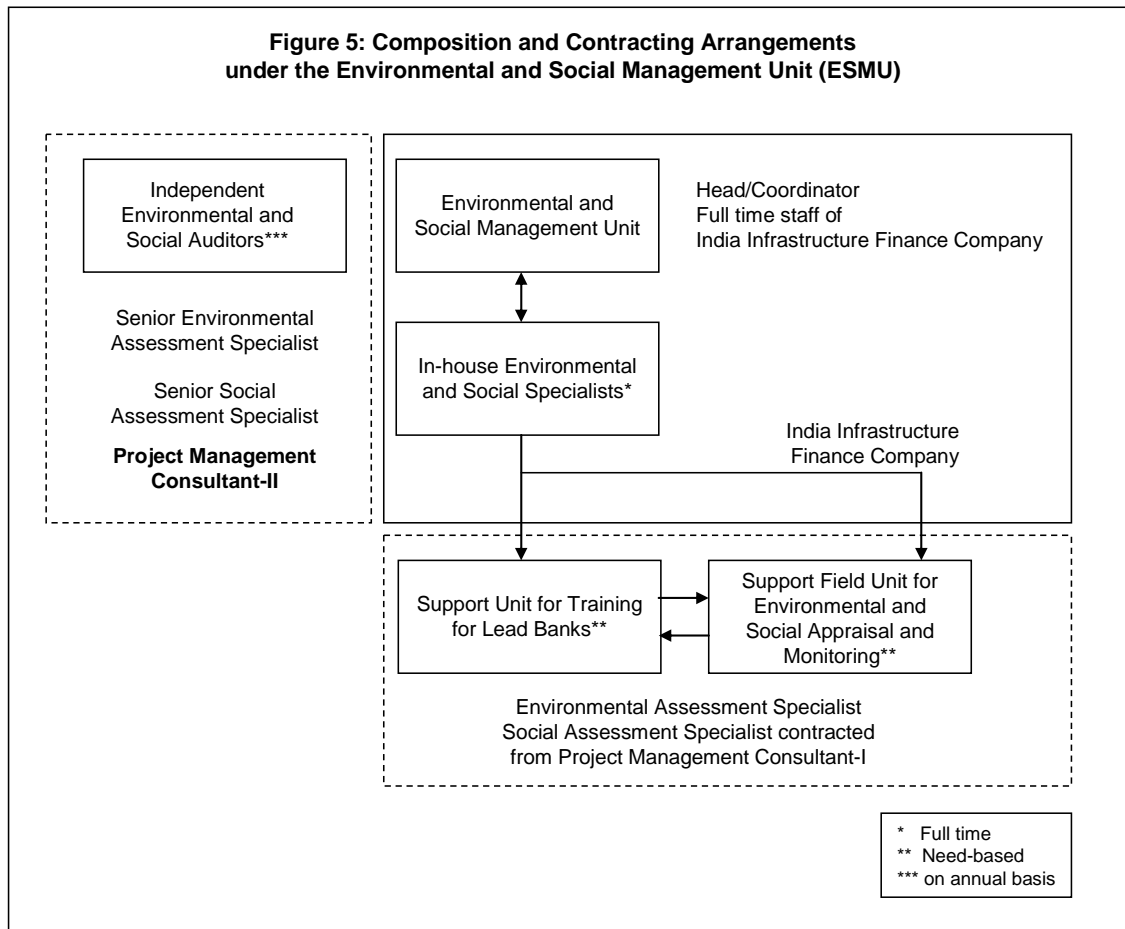 Figure 5: Composition and Contracting Arrangements
under the Environmental and Social Management Unit (ESMU)
Independent
Environmental and
Social Auditors***
Senior Environmental
Assessment Specialist
Senior Social
Assessment Specialist
Project Management
Consultant-II
Environmental and
Social Management Unit
Head/Coordinator
Full time staff of
India Infrastructure Finance Company
In-house Environmental
and Social Specialists*
India Infrastructure
Finance Company
Support Unit for Training
for Lead Banks**
Support Field Unit for
Environmental and
Social Appraisal and
Monitoring**
Environmental Assessment Specialist
Social Assessment Specialist contracted
from Project Management Consultant-I
* Full time
** Need-based
*** on annual basis